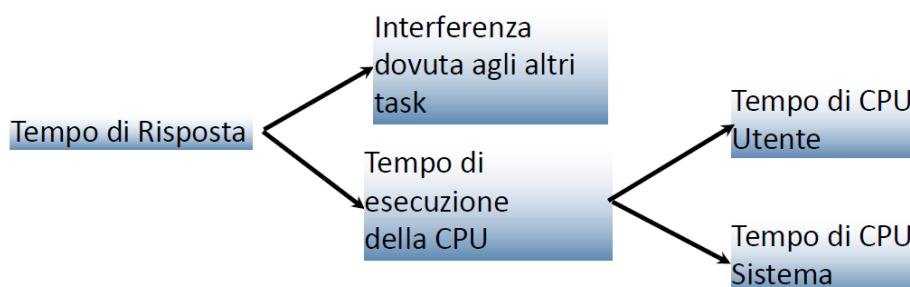 Interferenza
dovuta agli altri
task
Tempo di Risposta
Tempo di
esecuzione
della CPU
Tempo di CPU
Utente
Tempo di CPU
Sistema